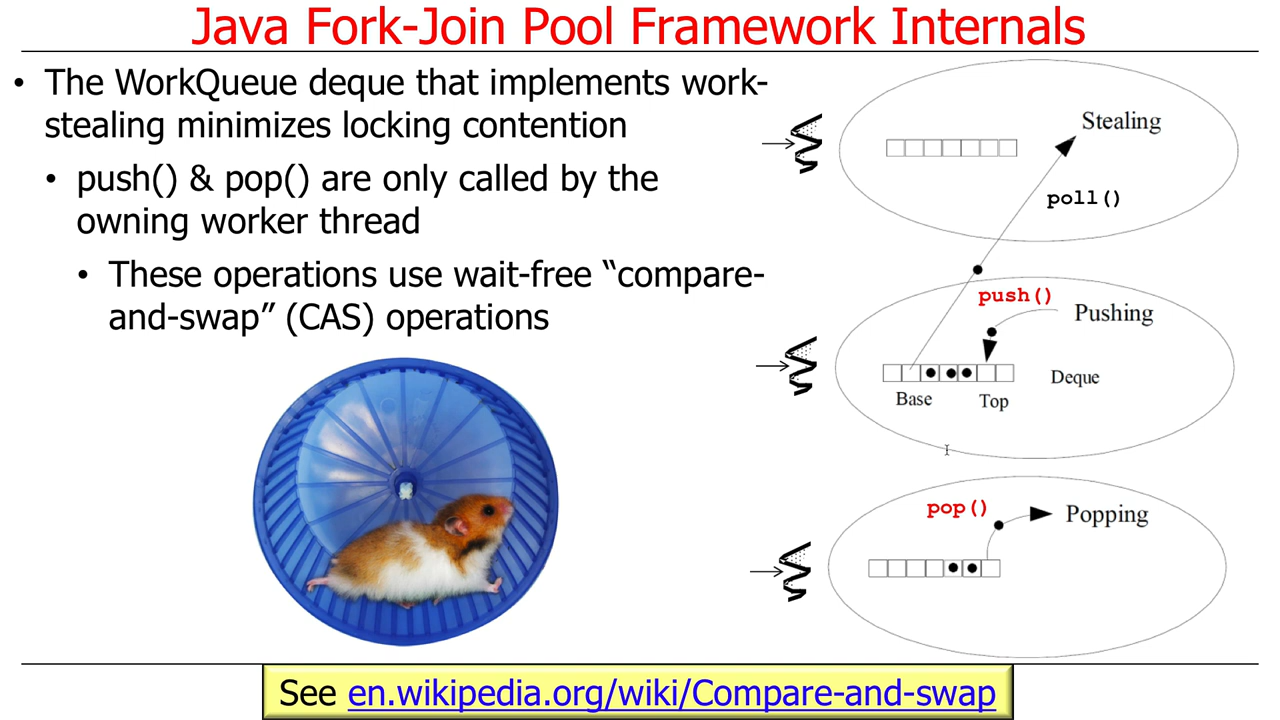 Java Fork-Join Pool Framework Internals
• The WorkQueue deque that implements work-
stealing minimizes locking contention
• push() & pop() are only called by the
owning worker thread
• These operations use wait-free “compare-
and-swap” (CAS) operations
Stealing
poll()
push()
Pushing
Deque
Base
Top
pop()
Popping
See en.wikipedia.org/wiki/Compare-and-swap